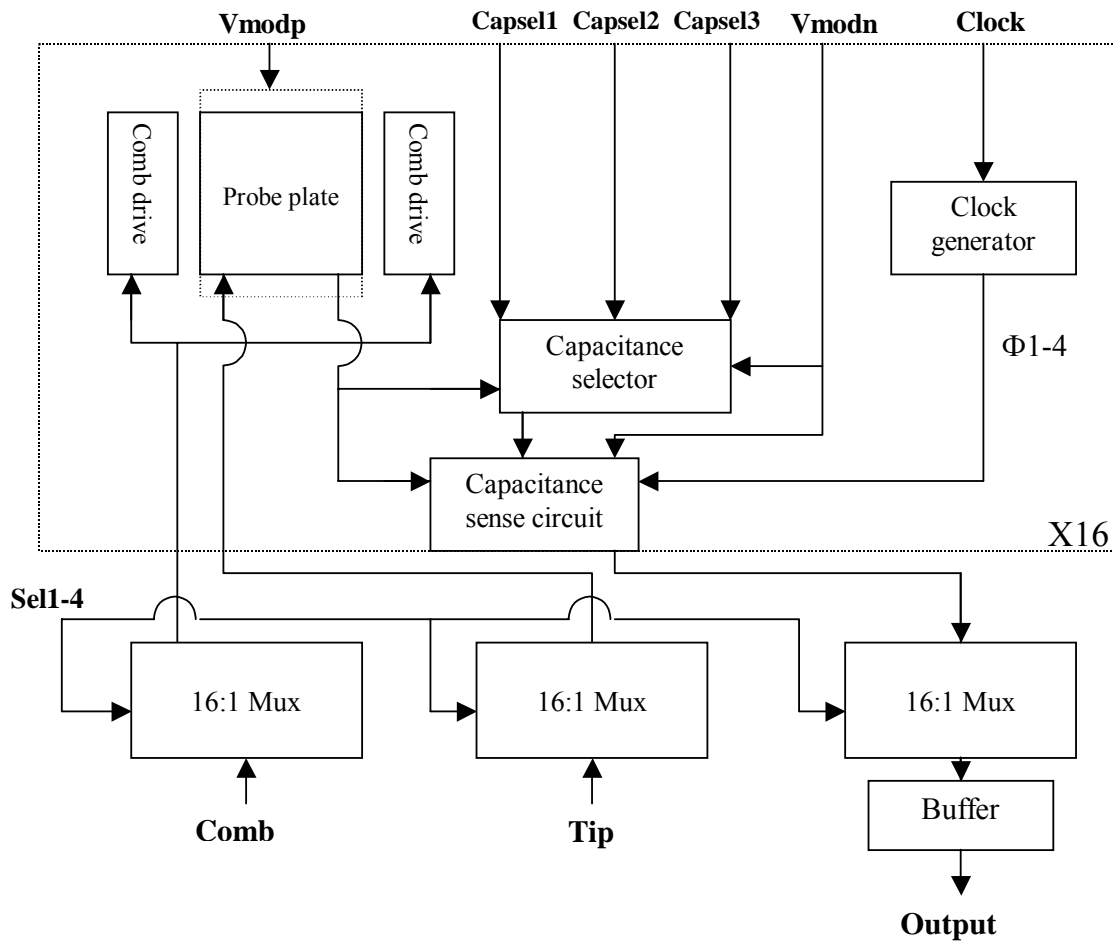 Vmodp
Capsel1
Capsel2
Capsel3
Vmodn
Clock
Comb drive
Probe plate
Comb drive
Clock
generator
Capacitance
selector
Φ1-4
Capacitance
sense circuit
X16
Sel1-4
16:1 Mux
16:1 Mux
16:1 Mux
Comb
Tip
Buffer
Output